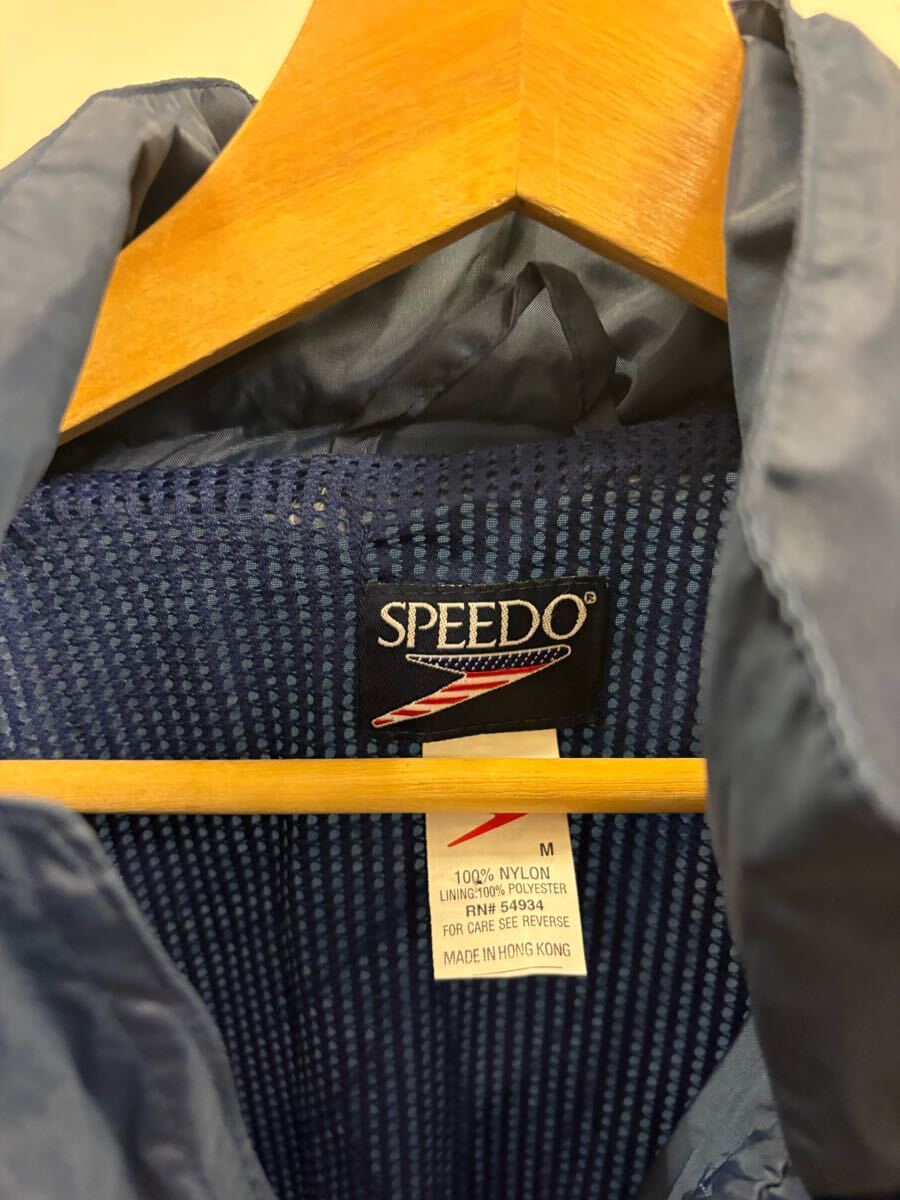 SPEEDO®
M
100% NYLON
LINING:100% POLYESTER
RN# 54934
FOR CARE SEE REVERSE
MADE IN HONG KONG